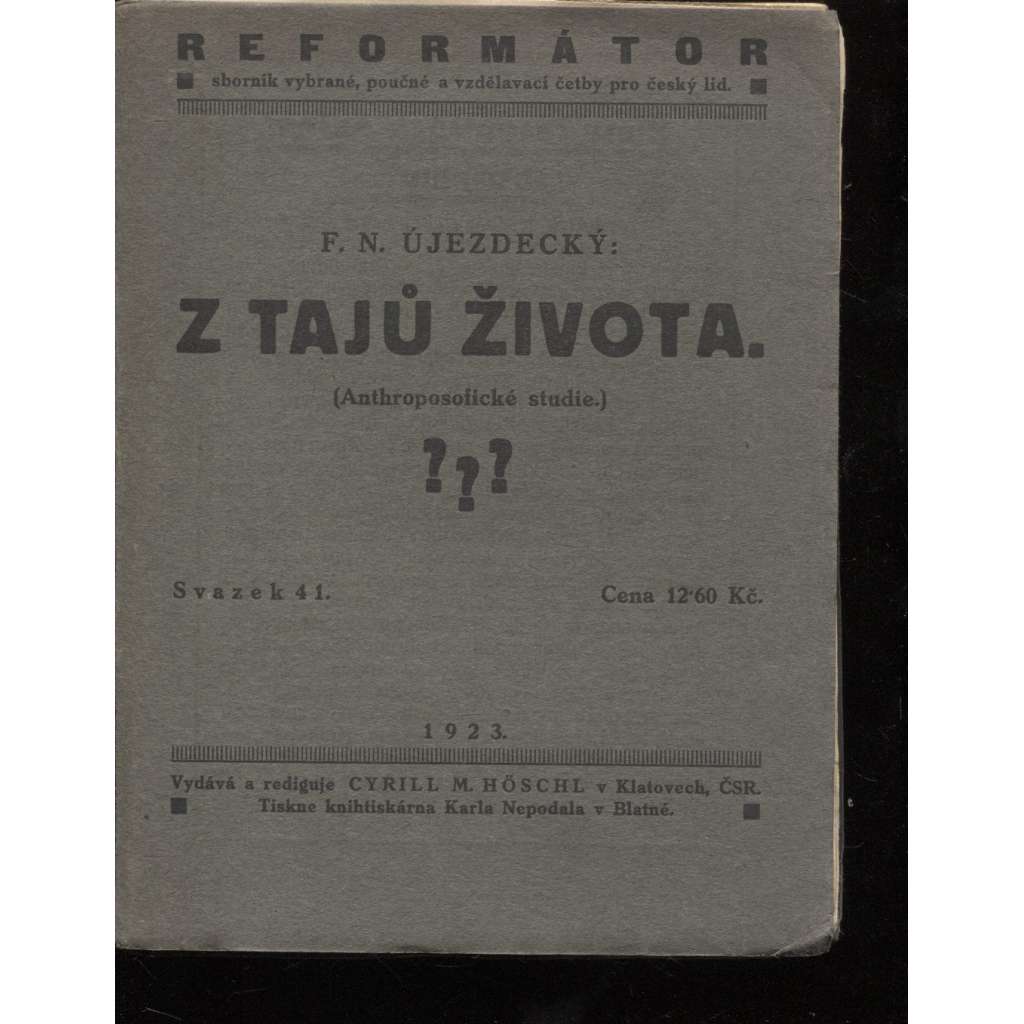 REFORMÁTOR
sborník vybrané, poučné a vzdělavací četby pro český lid.
F. N. ÚJEZDECKÝ:
Z TAJŮ ŽIVOTA.
(Anthroposofické studie.)
???
Svazek 41.
Cena 12·60 Kč.
1923.
Vydává a rediguje CYRILL M. HÖSCHL v Klatovech, ČSR.
Tiskne knihtiskárna Karla Nepodala v Blatné.